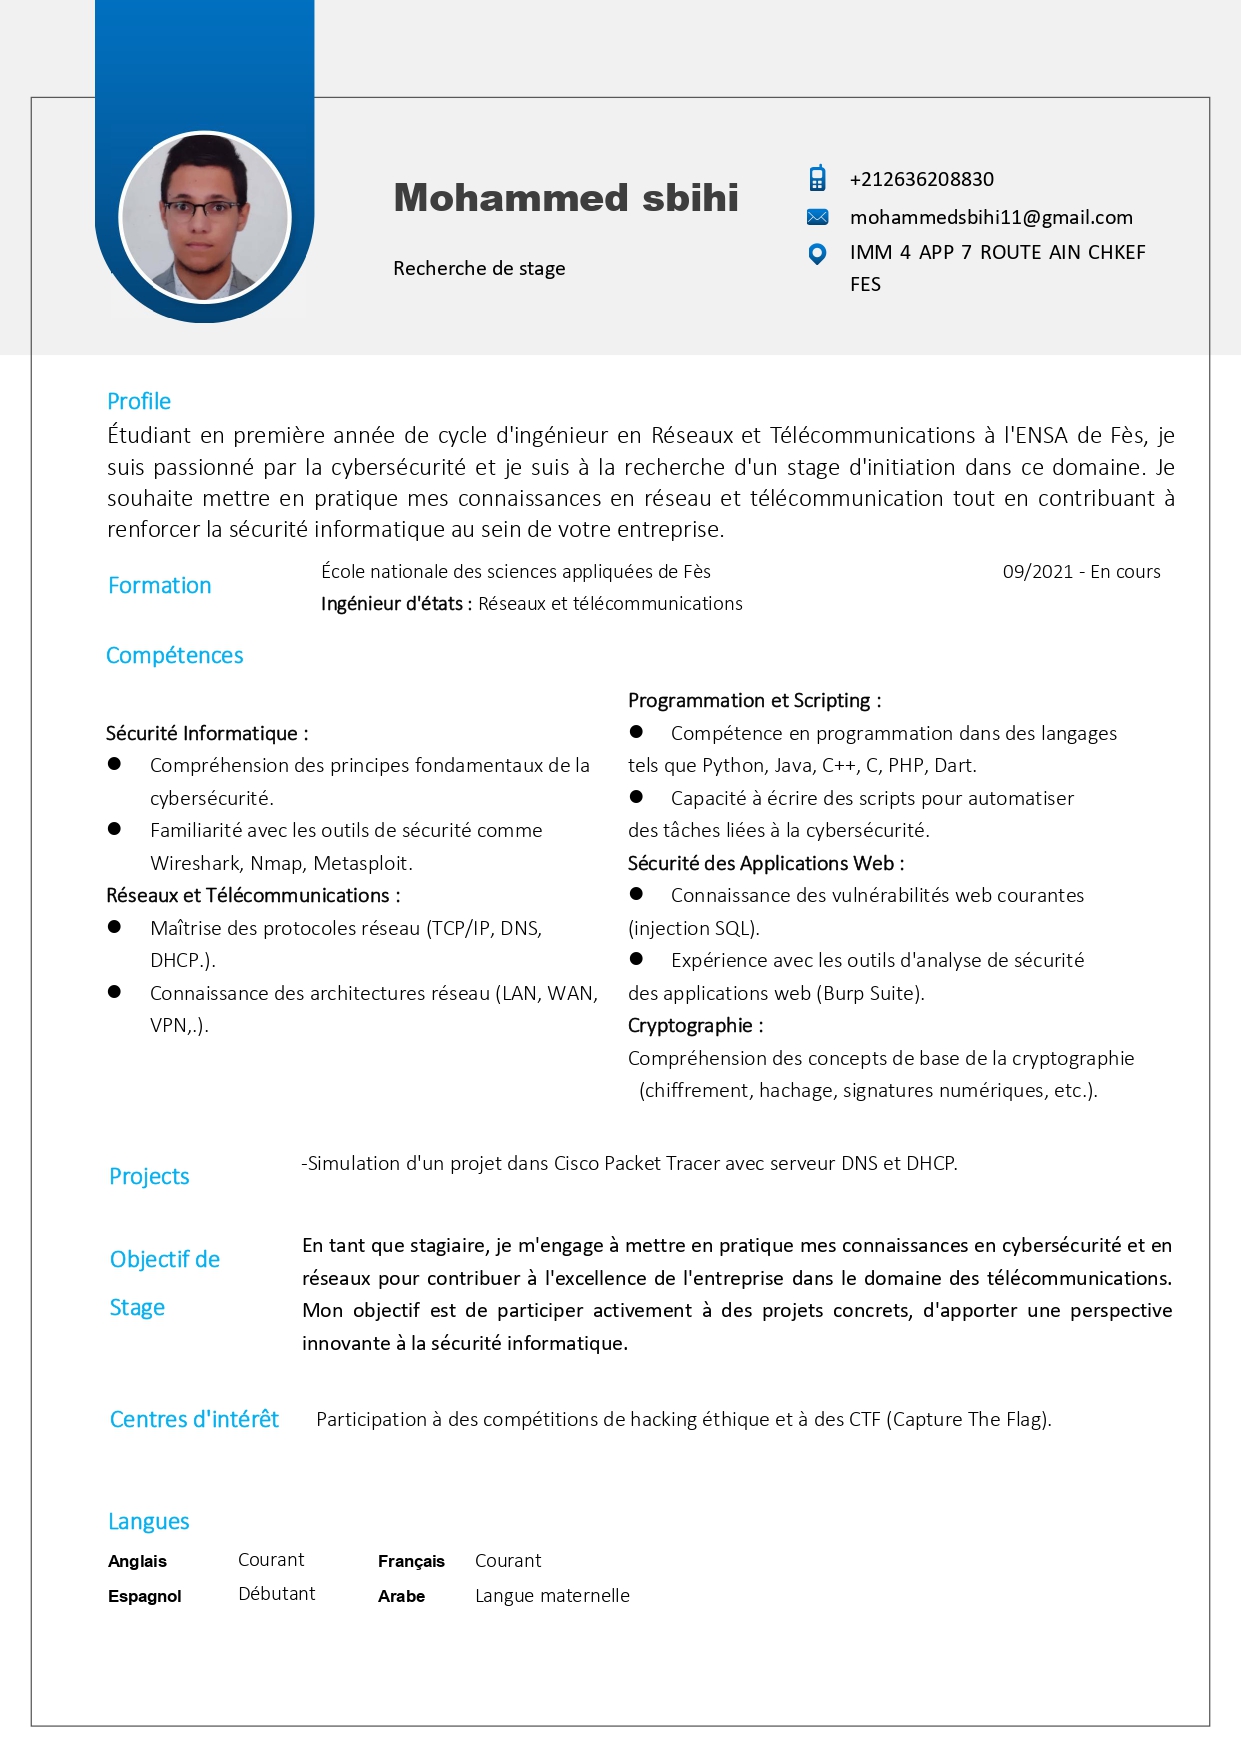 Mohammed sbihi
Recherche de stage
+212636208830
mohammedsbihi11@gmail.com
IMM 4 APP 7 ROUTE AIN CHKEF
FES
Profile
Étudiant en première année de cycle d'ingénieur en Réseaux et Télécommunications à l'ENSA de Fès, je
suis passionné par la cybersécurité et je suis à la recherche d'un stage d'initiation dans ce domaine. Je
souhaite mettre en pratique mes connaissances en réseau et télécommunication tout en contribuant à
renforcer la sécurité informatique au sein de votre entreprise.
Formation
École nationale des sciences appliquées de Fès 09/2021 - En cours
Ingénieur d'états : Réseaux et télécommunications
Compétences
Sécurité Informatique :
● Compréhension des principes fondamentaux de la
cybersécurité.
● Familiarité avec les outils de sécurité comme
Wireshark, Nmap, Metasploit.
Réseaux et Télécommunications :
● Maîtrise des protocoles réseau (TCP/IP, DNS,
DHCP.).
● Connaissance des architectures réseau (LAN, WAN,
VPN,.).
Programmation et Scripting :
● Compétence en programmation dans des langages
tels que Python, Java, C++, C, PHP, Dart.
● Capacité à écrire des scripts pour automatiser
des tâches liées à la cybersécurité.
Sécurité des Applications Web :
● Connaissance des vulnérabilités web courantes
(injection SQL).
● Expérience avec les outils d'analyse de sécurité
des applications web (Burp Suite).
Cryptographie :
Compréhension des concepts de base de la cryptographie
(chiffrement, hachage, signatures numériques, etc.).
Projects
-Simulation d'un projet dans Cisco Packet Tracer avec serveur DNS et DHCP.
Objectif de
Stage
En tant que stagiaire, je m'engage à mettre en pratique mes connaissances en cybersécurité et en
réseaux pour contribuer à l'excellence de l'entreprise dans le domaine des télécommunications.
Mon objectif est de participer activement à des projets concrets, d'apporter une perspective
innovante à la sécurité informatique.
Centres d'intérêt
Participation à des compétitions de hacking éthique et à des CTF (Capture The Flag).
Langues
Anglais Courant Français Courant
Espagnol Débutant Arabe Langue maternelle